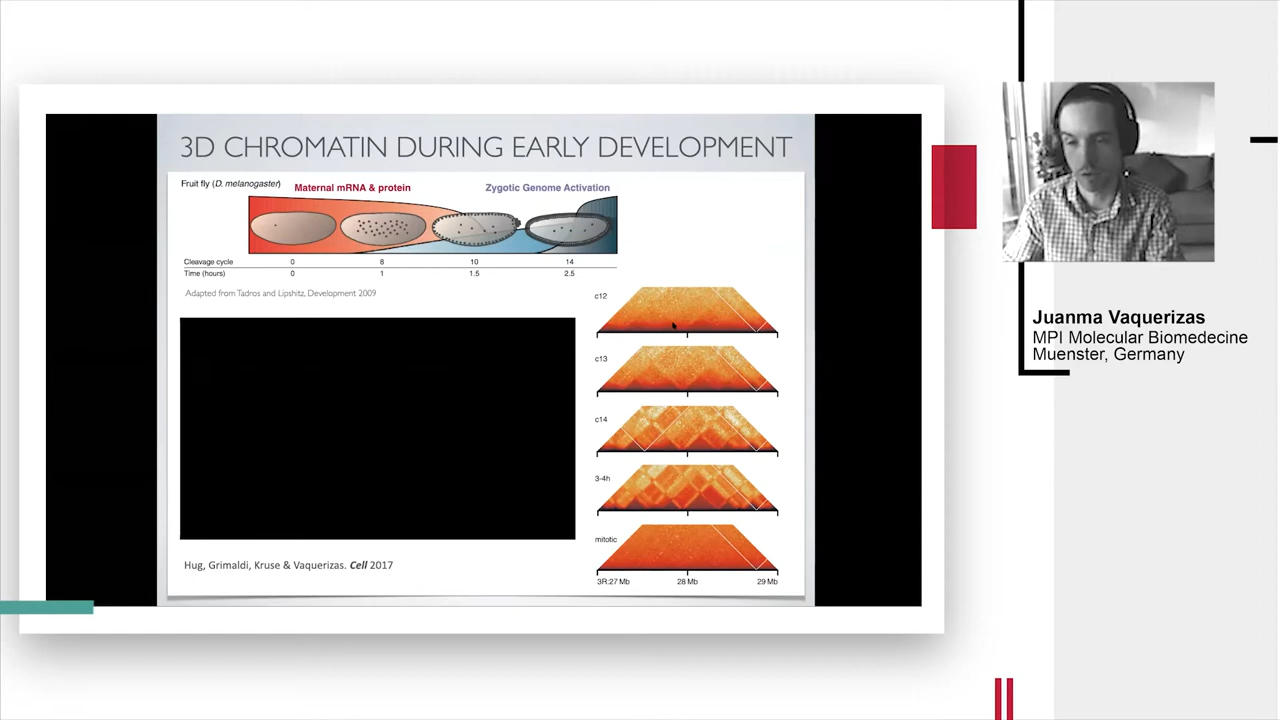 3D CHROMATIN DURING EARLY DEVELOPMENT
Fruit fly (D. melanogaster)
Maternal mRNA & protein
Zygotic Genome Activation
Cleavage cycle 0 8 10 14
Time (hours) 0 1 1.5 2.5
Adapted from Tadros and Lipshitz, Development 2009
c12
c13
c14
3-4h
mitotic
3R:27 Mb 28 Mb 29 Mb
Hug, Grimaldi, Kruse & Vaquerizas. Cell 2017
Juanma Vaquerizas
MPI Molecular Biomedecine
Muenster, Germany